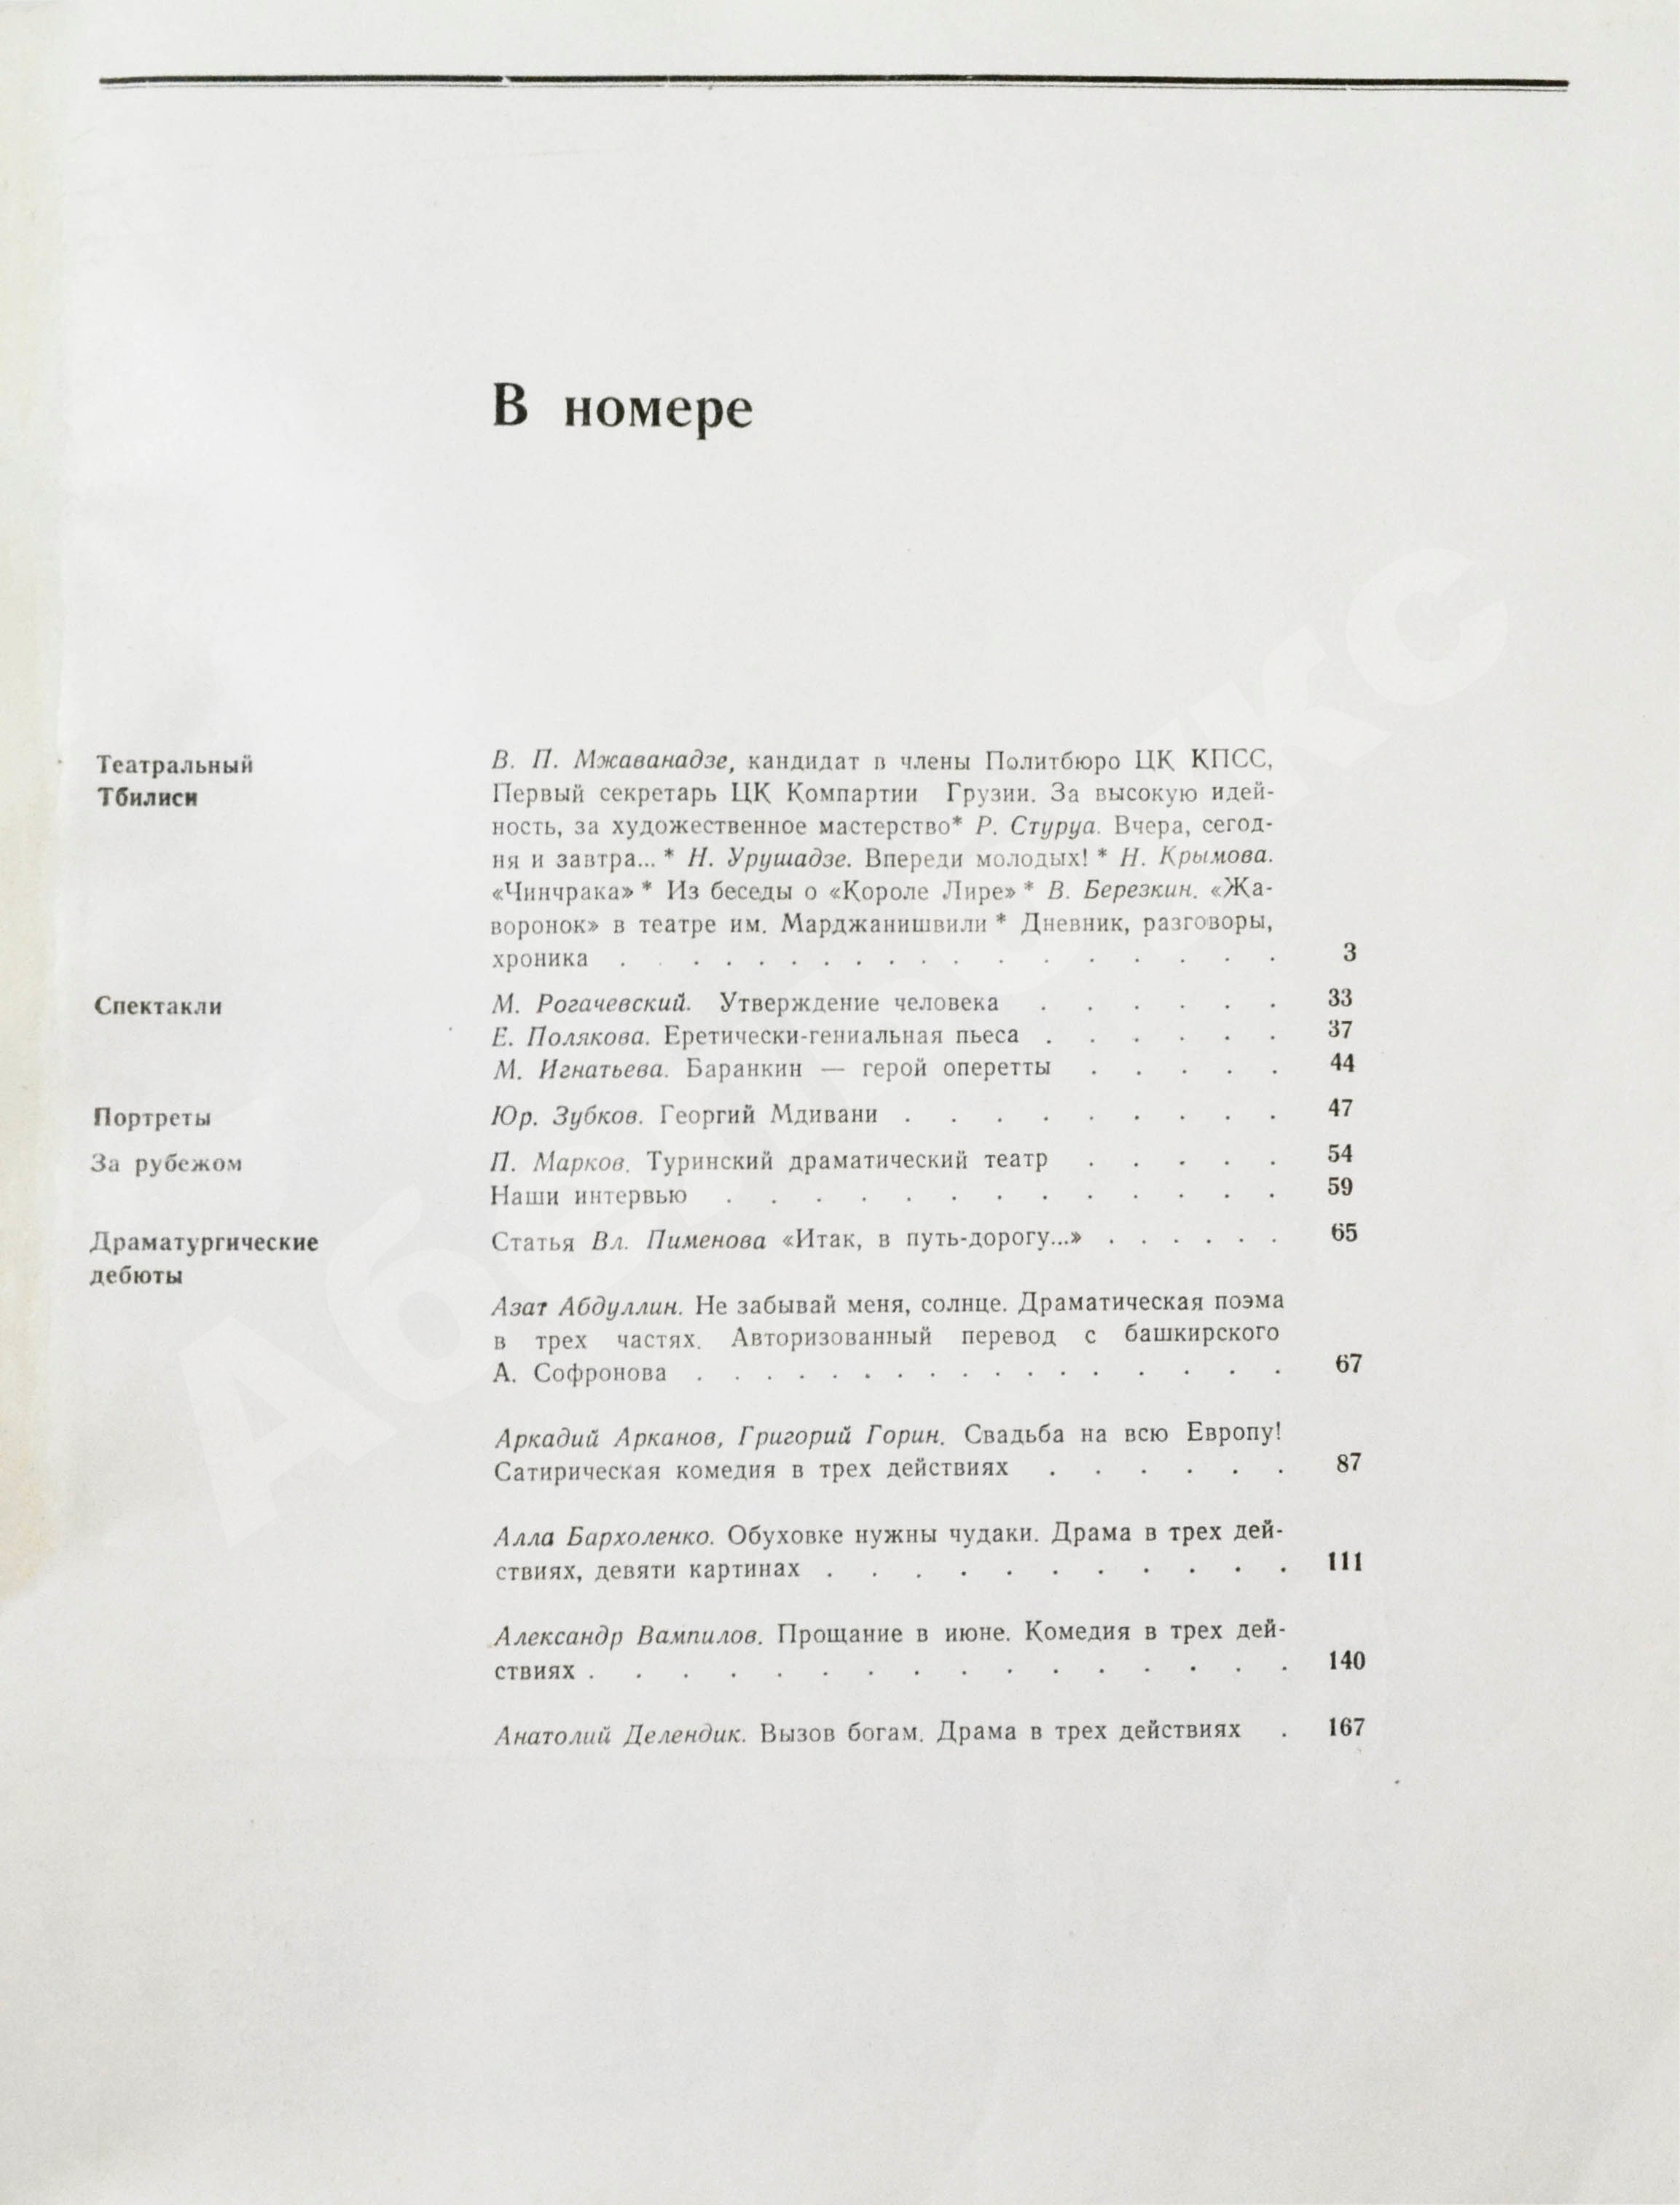 В номере
Театральный
Тбилиси
В. П. Мжаванадзе, кандидат в члены Политбюро ЦК КПСС,
Первый секретарь ЦК Компартии Грузии. За высокую идей-
ность, за художественное мастерство* Р. Стуруа. Вчера, сегод-
ня и завтра... * Н. Урушадзе. Впереди молодых! * Н. Крымова.
«Чинчрака» * Из беседы о «Короле Лире» * В. Березкин. «Жа-
воронок» в театре им. Марджанишвили * Дневник, разговоры,
хроника . . . . . . . . . . . . . . . . . . 3
Спектакли
М. Рогачевский. Утверждение человека . . . . . . 33
Е. Полякова. Еретически-гениальная пьеса . . . . . . 37
М. Игнатьева. Баранкин — герой оперетты . . . . . 44
Портреты
Юр. Зубков. Георгий Мдивани . . . . . . . . . 47
За рубежом
П. Марков. Туринский драматический театр . . . . . 54
Наши интервью . . . . . . . . . . . . . 59
Драматургические
дебюты
Статья Вл. Пименова «Итак, в путь-дорогу...» . . . . . . 65
Азат Абдуллин. Не забывай меня, солнце. Драматическая поэма
в трех частях. Авторизованный перевод с башкирского
А. Софронова . . . . . . . . . . . . . . . . 67
Аркадий Арканов, Григорий Горин. Свадьба на всю Европу!
Сатирическая комедия в трех действиях . . . . . . 87
Алла Бархоленко. Обуховке нужны чудаки. Драма в трех дей-
ствиях, девяти картинах . . . . . . . . . . . 111
Александр Вампилов. Прощание в июне. Комедия в трех дей-
ствиях . . . . . . . . . . . . . . . . 140
Анатолий Делендик. Вызов богам. Драма в трех действиях . 167